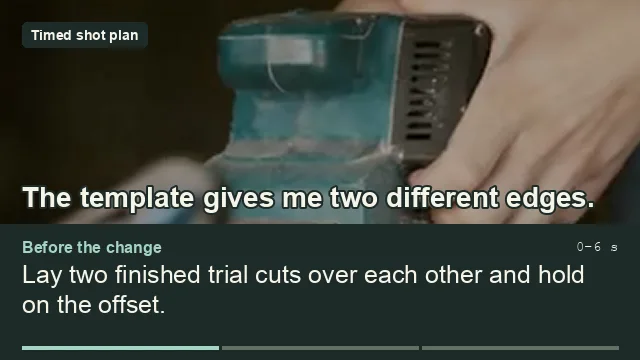 Timed shot plan
The template gives me two different edges.
Before the change
0–6 s
Lay two finished trial cuts over each other and hold
on the offset.